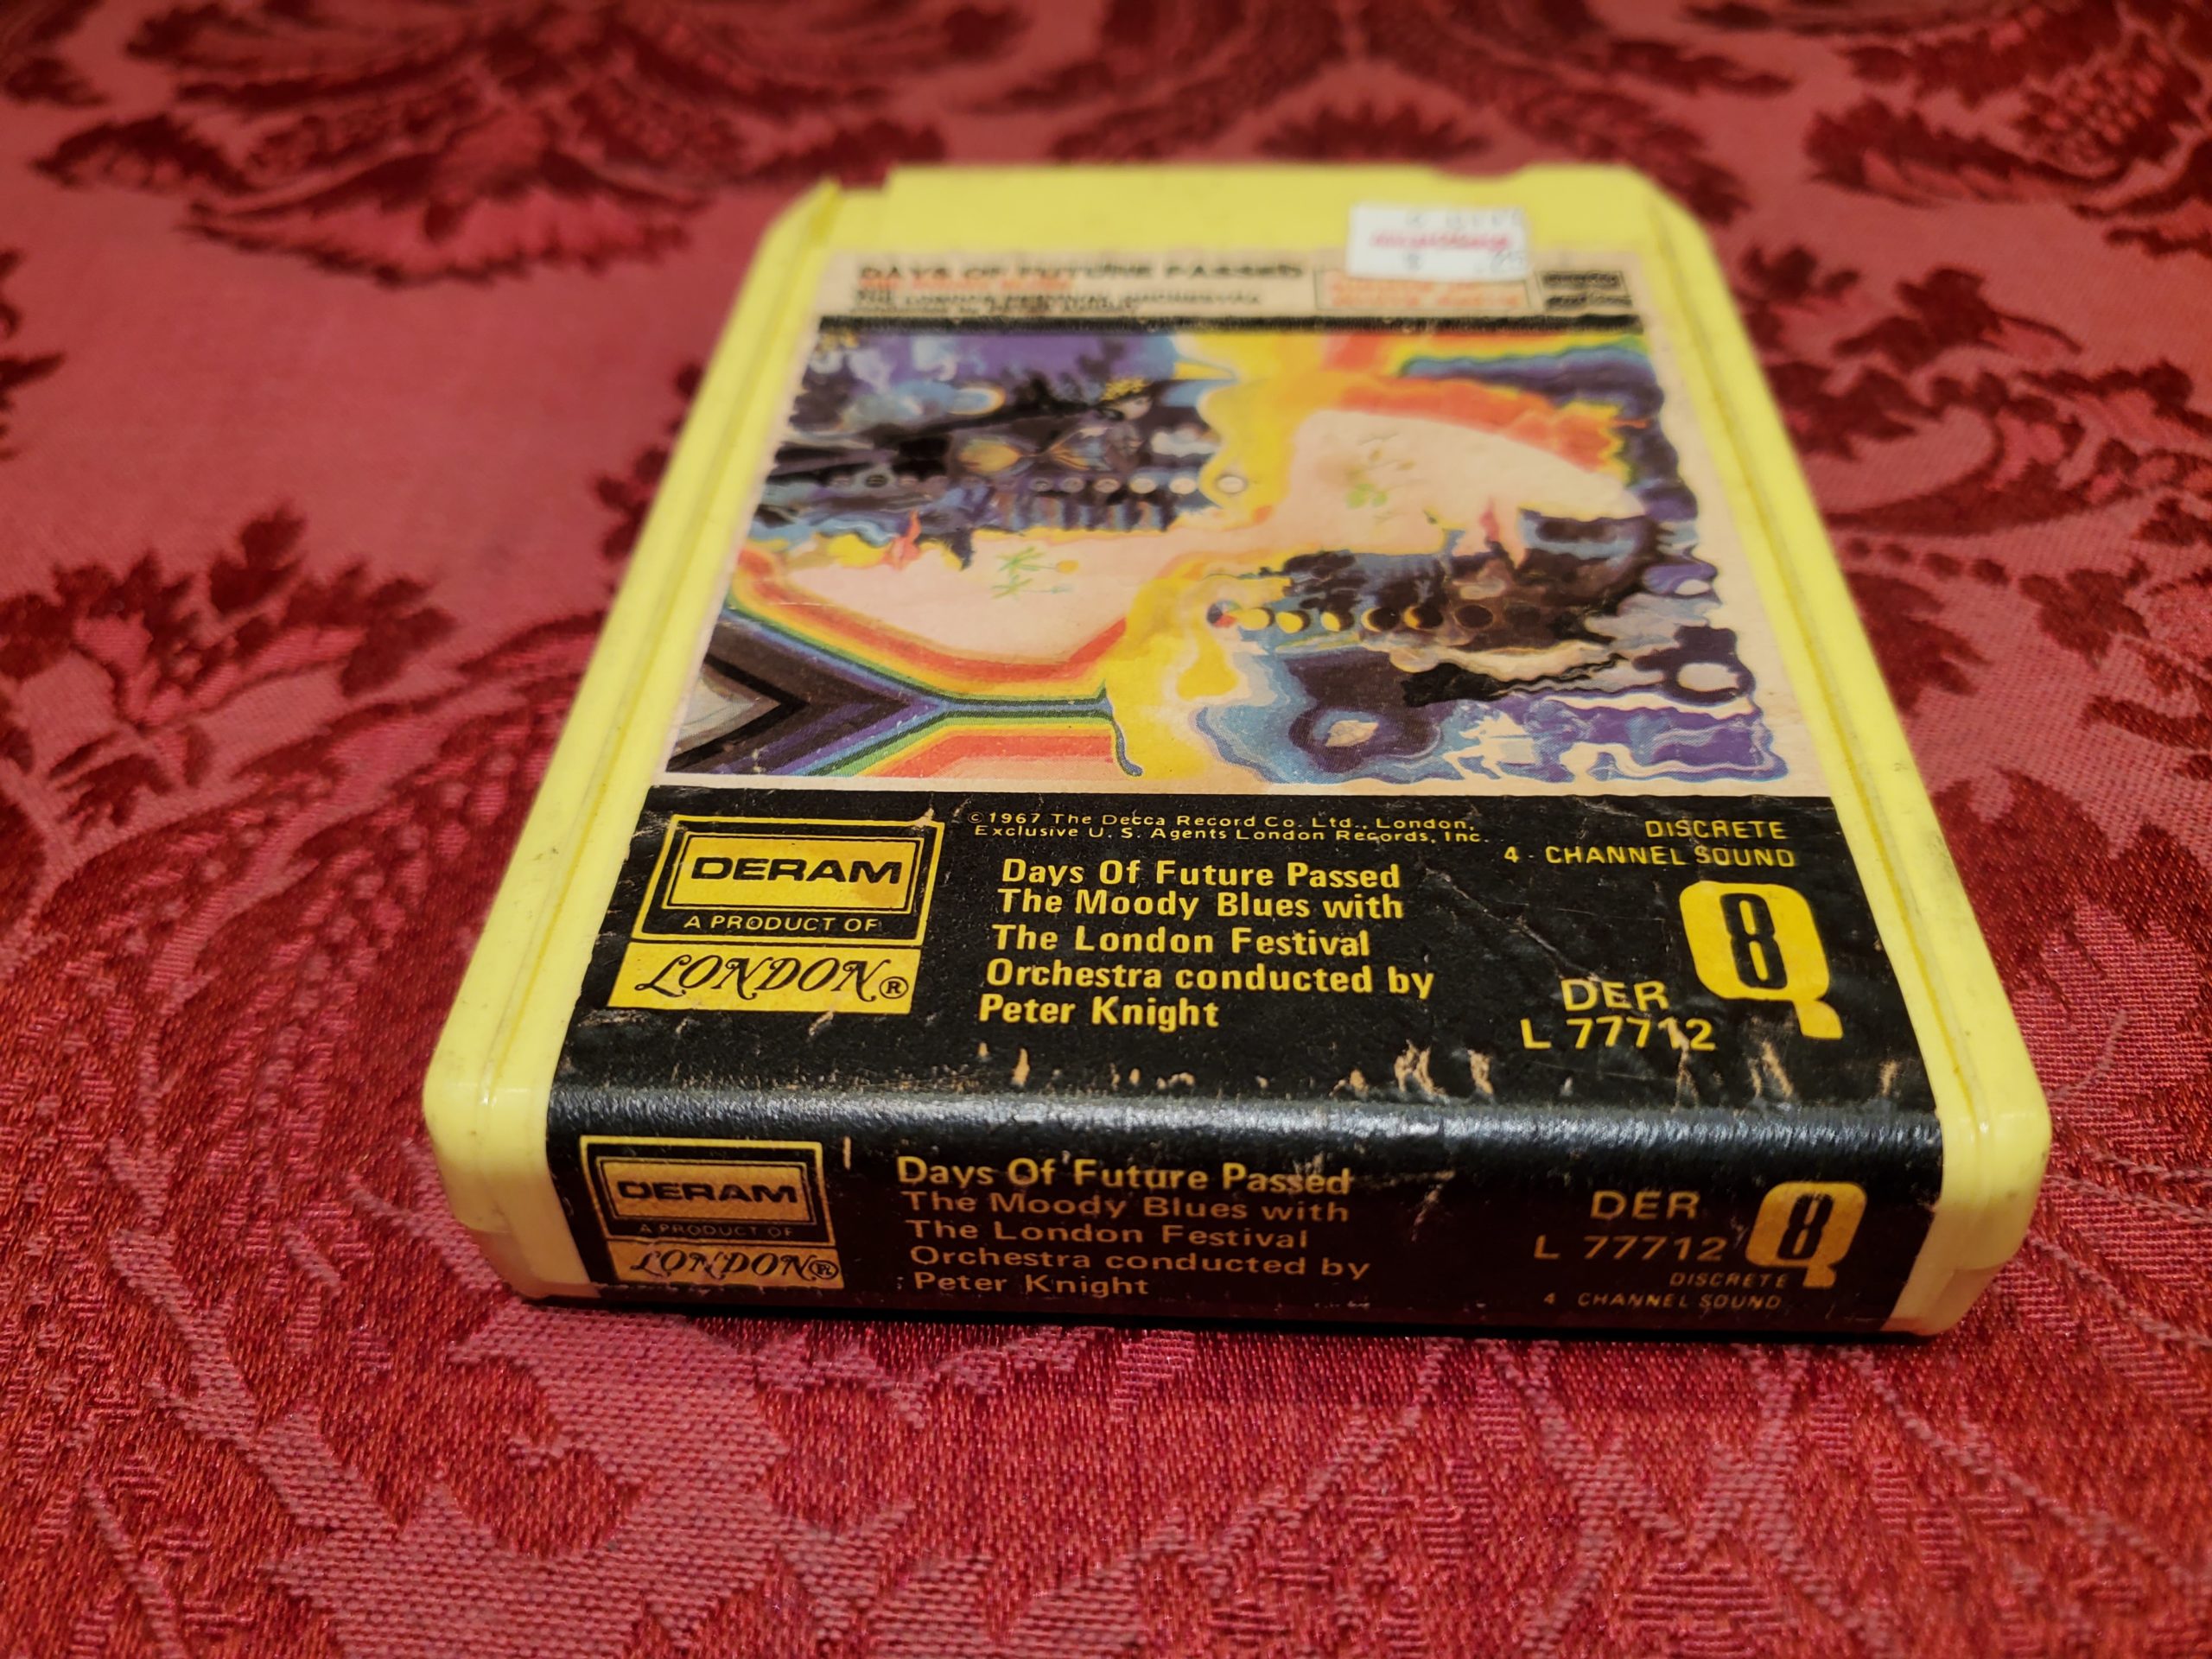 DAYS OF FUTURE PASSED
©1967 The Decca Record Co. Ltd., London,
Exclusive U. S. Agents London Records, Inc.
DISCRETE
4 - CHANNEL SOUND
DERAM
A PRODUCT OF
LONDON®
Days Of Future Passed
The Moody Blues with
The London Festival
Orchestra conducted by
Peter Knight
Q8
DER
L 77712
DERAM
A PRODUCT OF
LONDON®
Days Of Future Passed
The Moody Blues with
The London Festival
Orchestra conducted by
Peter Knight
DER
L 77712
Q8
DISCRETE
4 CHANNEL SOUND